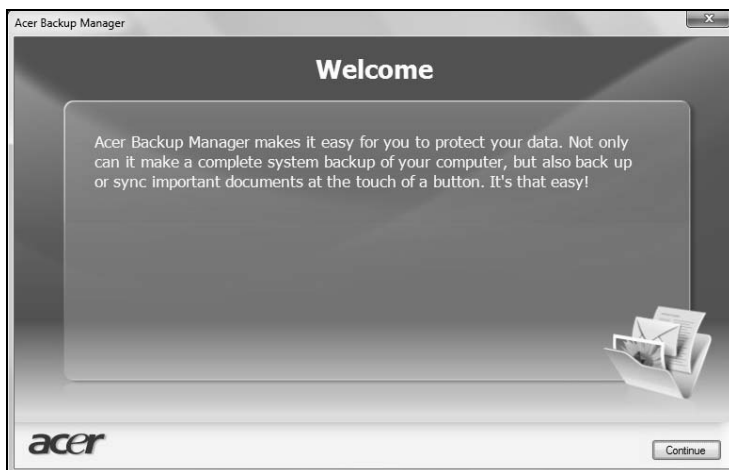 Acer Backup Manager
x
Welcome
Acer Backup Manager makes it easy for you to protect your data. Not only
can it make a complete system backup of your computer, but also back up
or sync important documents at the touch of a button. It's that easy!
acer
Continue